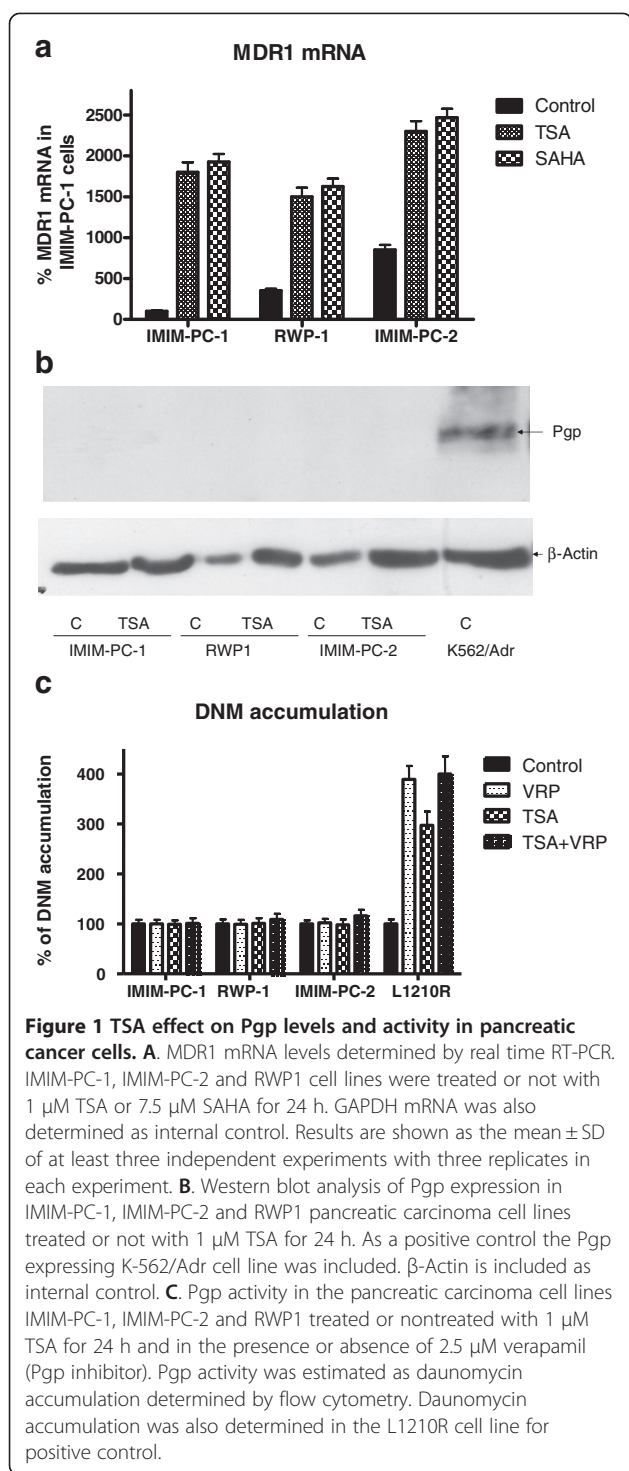 a
MDR1 mRNA
% MDR1 mRNA in
IMIM-PC-1 cells
2500
2000
1500
1000
500
0
IMIM-PC-1 RWP-1 IMIM-PC-2
Control
TSA
SAHA
b
Pgp
β-Actin
C TSA C TSA C TSA C
IMIM-PC-1 RWP1 IMIM-PC-2 K562/Adr
c
DNM accumulation
% of DNM accumulation
400
300
200
100
0
IMIM-PC-1 RWP-1 IMIM-PC-2 L1210R
Control
VRP
TSA
TSA+VRP
Figure 1 TSA effect on Pgp levels and activity in pancreatic
cancer cells. A. MDR1 mRNA levels determined by real time RT-PCR.
IMIM-PC-1, IMIM-PC-2 and RWP1 cell lines were treated or not with
1 μM TSA or 7.5 μM SAHA for 24 h. GAPDH mRNA was also
determined as internal control. Results are shown as the mean ± SD
of at least three independent experiments with three replicates in
each experiment. B. Western blot analysis of Pgp expression in
IMIM-PC-1, IMIM-PC-2 and RWP1 pancreatic carcinoma cell lines
treated or not with 1 μM TSA for 24 h. As a positive control the Pgp
expressing K-562/Adr cell line was included. β-Actin is included as
internal control. C. Pgp activity in the pancreatic carcinoma cell lines
IMIM-PC-1, IMIM-PC-2 and RWP1 treated or nontreated with 1 μM
TSA for 24 h and in the presence or absence of 2.5 μM verapamil
(Pgp inhibitor). Pgp activity was estimated as daunomycin
accumulation determined by flow cytometry. Daunomycin
accumulation was also determined in the L1210R cell line for
positive control.